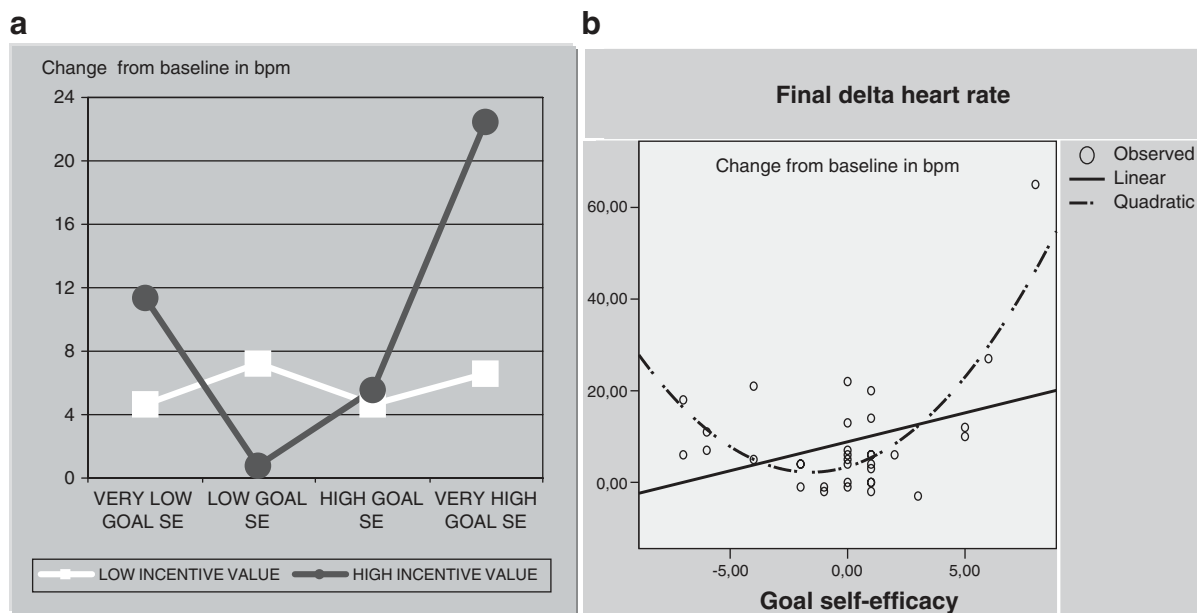 a
Change from baseline in bpm
24
20
16
12
8
4
0
VERY LOW GOAL SE
LOW GOAL SE
HIGH GOAL SE
VERY HIGH GOAL SE
LOW INCENTIVE VALUE
HIGH INCENTIVE VALUE
b
Final delta heart rate
Change from baseline in bpm
Observed
Linear
Quadratic
60,00
40,00
20,00
0,00
-5,00
0,00
5,00
Goal self-efficacy